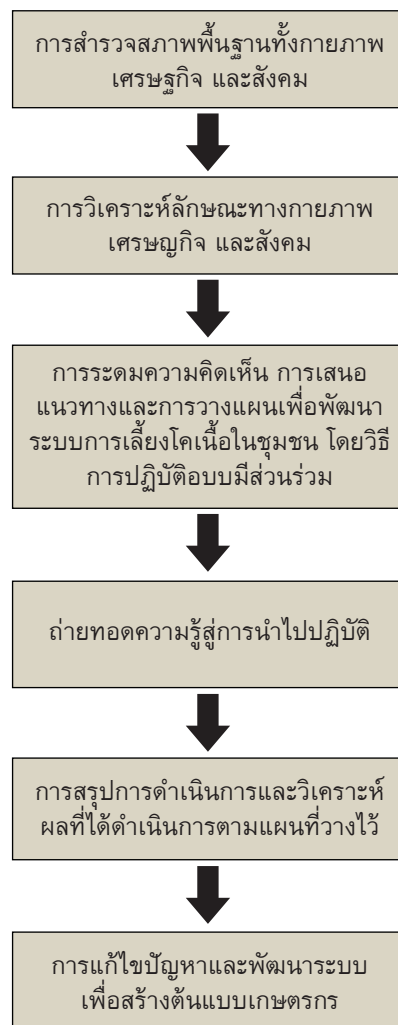 การสำรวจสภาพพื้นฐานทั้งกายภาพ
เศรษฐกิจ และสังคม
การวิเคราะห์ลักษณะทางกายภาพ
เศรษญกิจ และสังคม
การระดมความคิดเห็น การเสนอ
แนวทางและการวางแผนเพื่อพัฒนา
ระบบการเลี้ยงโคเนื้อในชุมชน โดยวิธี
การปฏิบัติอบบมีส่วนร่วม
ถ่ายทอดความรู้สู่การนำไปปฏิบัติ
การสรุปการดำเนินการและวิเคราะห์
ผลที่ได้ดำเนินการตามแผนที่วางไว้
การแก้ไขปัญหาและพัฒนาระบบ
เพื่อสร้างต้นแบบเกษตรกร